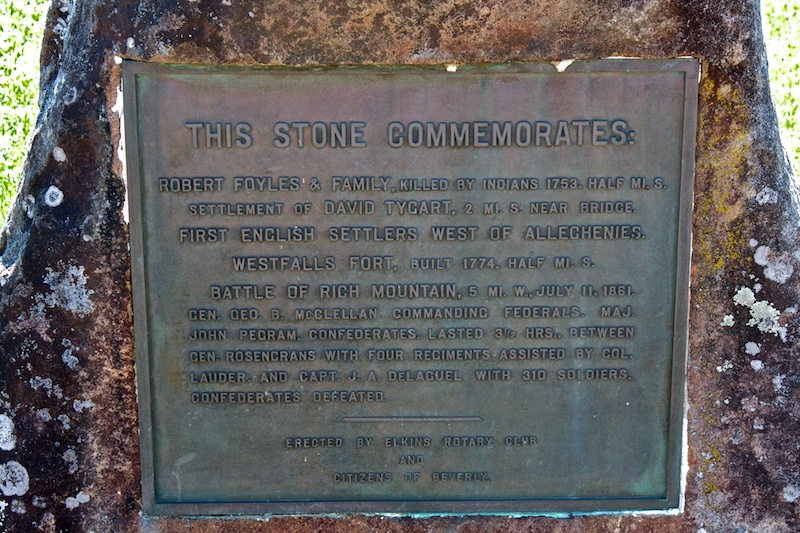 THIS STONE COMMEMORATES:
ROBERT FOYLES & FAMILY, KILLED BY INDIANS 1753. HALF MI. S.
SETTLEMENT OF DAVID TYGART, 2 MI. S. NEAR BRIDGE.
FIRST ENGLISH SETTLERS WEST OF ALLEGHENIES.
WESTFALLS FORT, BUILT 1774, HALF MI. S.
BATTLE OF RICH MOUNTAIN, 5 MI. W., JULY 11, 1861.
GEN. GEO. B. McCLELLAN COMMANDING FEDERALS. MAJ.
JOHN PEGRAM, CONFEDERATES. LASTED 3½ HRS., BETWEEN
GEN. ROSENGRANS WITH FOUR REGIMENTS ASSISTED BY COL.
LAUDER, AND CAPT. J. A. DELAGUEL WITH 310 SOLDIERS.
CONFEDERATES DEFEATED.
ERECTED BY ELKINS ROTARY CLUB
AND
CITIZENS OF BEVERLY.